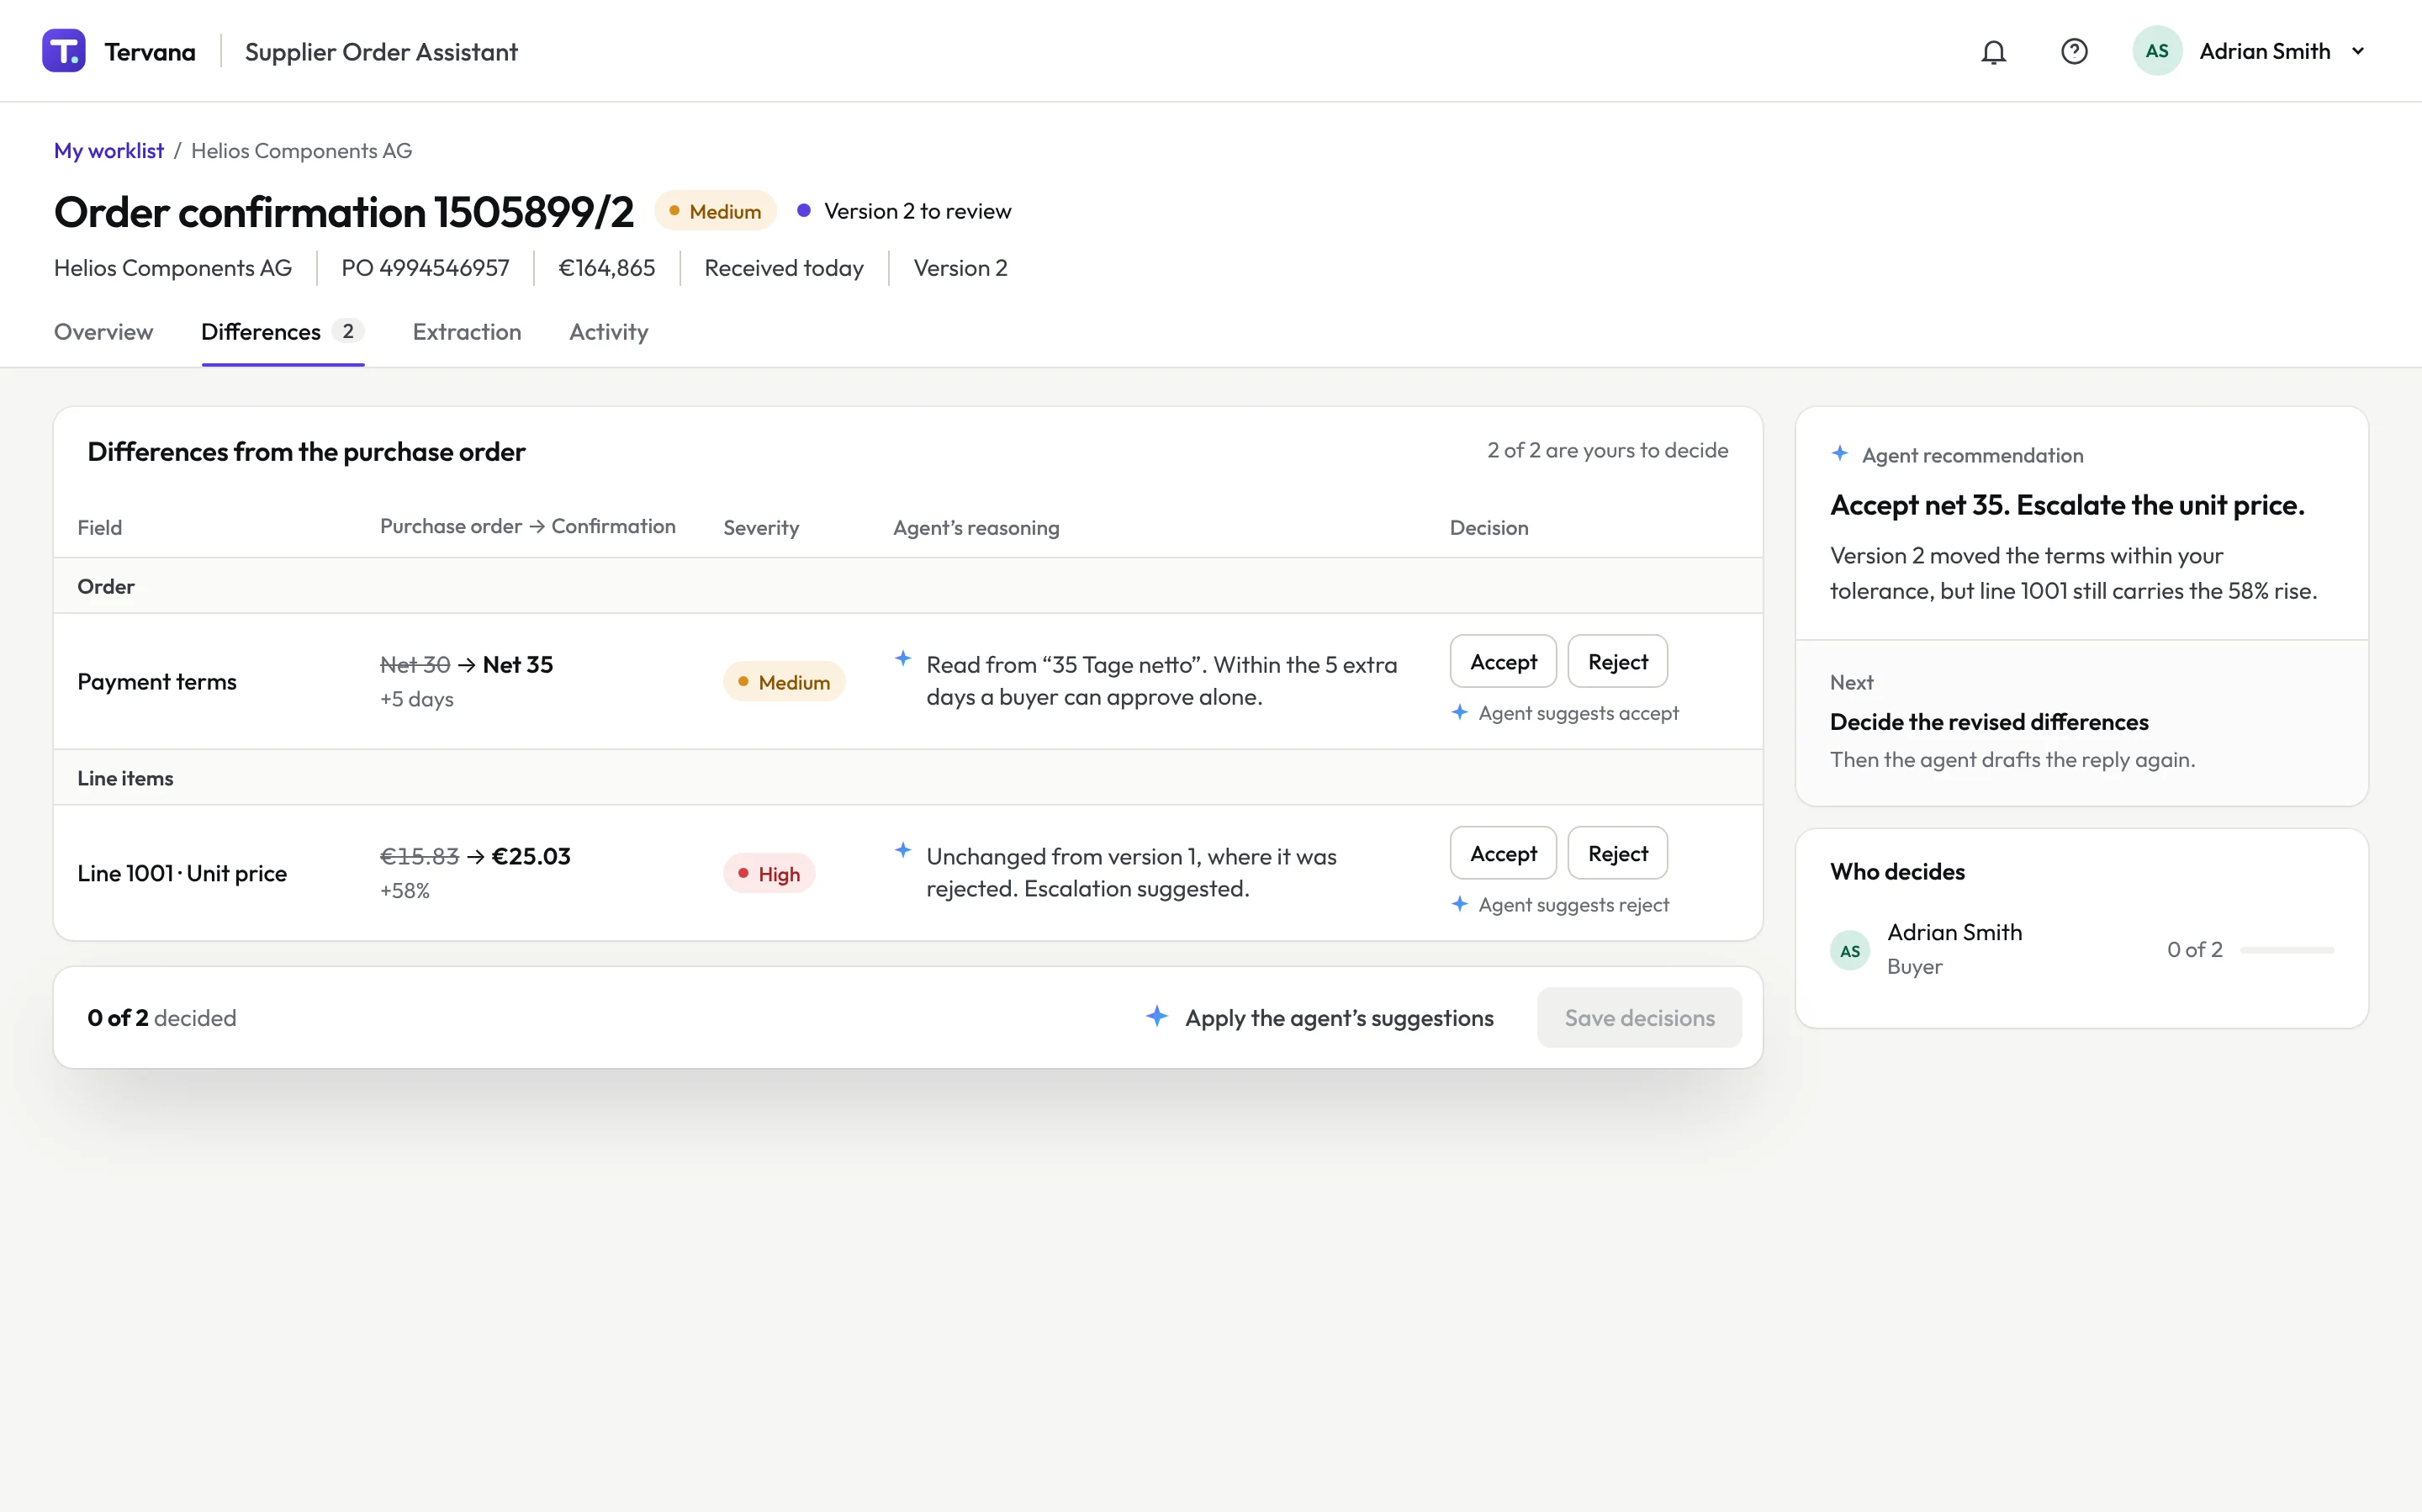 T.
Tervana
Supplier Order Assistant
AS
Adrian Smith
My worklist / Helios Components AG
Order confirmation 1505899/2
Medium
Version 2 to review
Helios Components AG
PO 4994546957
€164,865
Received today
Version 2
Overview
Differences 2
Extraction
Activity
Differences from the purchase order
2 of 2 are yours to decide
Field
Purchase order → Confirmation
Severity
Agent’s reasoning
Decision
Order
Payment terms
Net 30 → Net 35
+5 days
Medium
Read from “35 Tage netto”. Within the 5 extra
days a buyer can approve alone.
Accept
Reject
Agent suggests accept
Line items
Line 1001 · Unit price
€15.83 → €25.03
+58%
High
Unchanged from version 1, where it was
rejected. Escalation suggested.
Accept
Reject
Agent suggests reject
0 of 2 decided
Apply the agent’s suggestions
Save decisions
Agent recommendation
Accept net 35. Escalate the unit price.
Version 2 moved the terms within your
tolerance, but line 1001 still carries the 58% rise.
Next
Decide the revised differences
Then the agent drafts the reply again.
Who decides
AS
Adrian Smith
Buyer
0 of 2